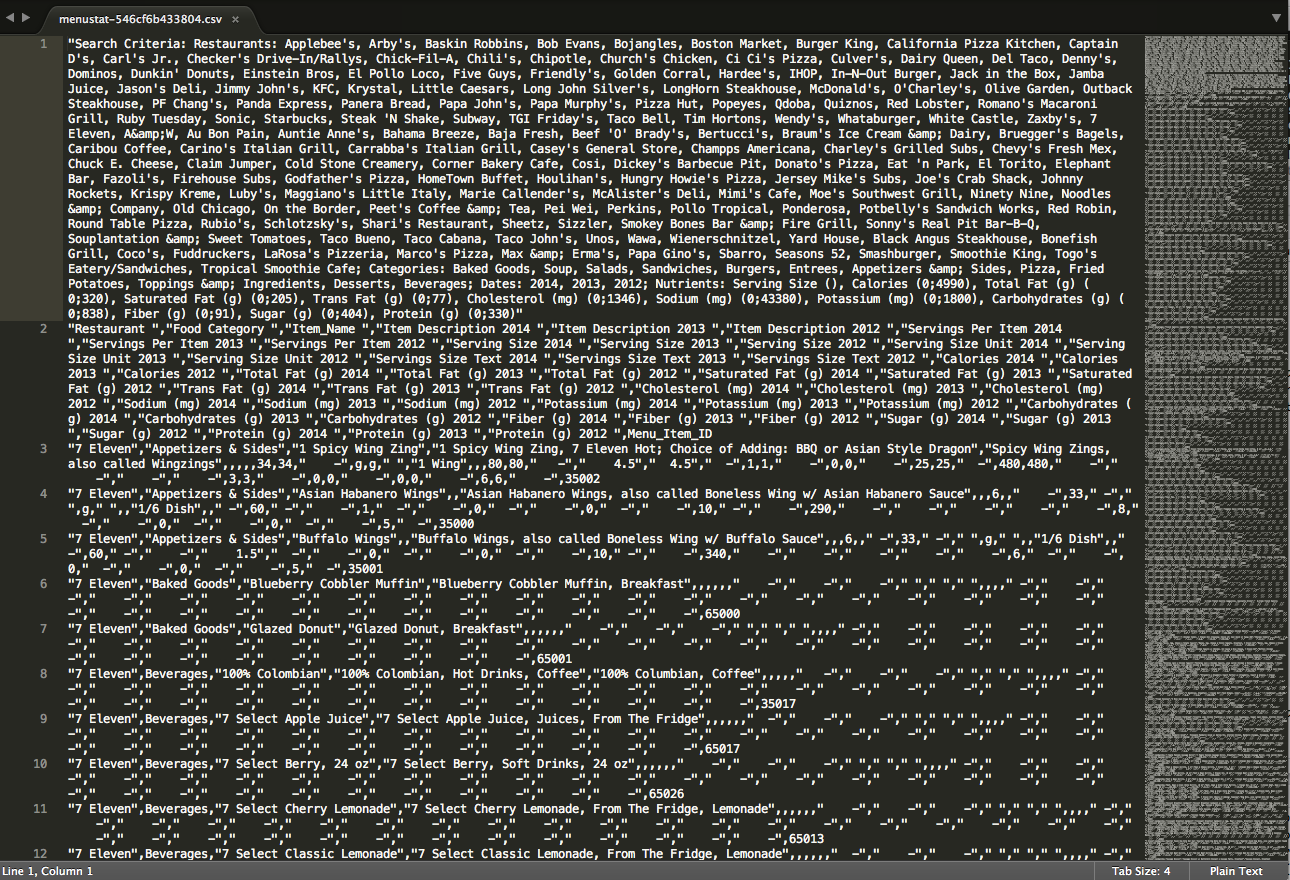 menustat-546cf6b433804.csv ×
1 "Search Criteria: Restaurants: Applebee's, Arby's, Baskin Robbins, Bob Evans, Bojangles, Boston Market, Burger King, California Pizza Kitchen, Captain
D's, Carl's Jr., Checker's Drive-In/Rallys, Chick-Fil-A, Chili's, Chipotle, Church's Chicken, Ci Ci's Pizza, Culver's, Dairy Queen, Del Taco, Denny's,
Dominos, Dunkin' Donuts, Einstein Bros, El Pollo Loco, Five Guys, Friendly's, Golden Corral, Hardee's, IHOP, In-N-Out Burger, Jack in the Box, Jamba
Juice, Jason's Deli, Jimmy John's, KFC, Krystal, Little Caesars, Long John Silver's, LongHorn Steakhouse, McDonald's, O'Charley's, Olive Garden, Outback
Steakhouse, PF Chang's, Panda Express, Panera Bread, Papa John's, Papa Murphy's, Pizza Hut, Popeyes, Qdoba, Quiznos, Red Lobster, Romano's Macaroni
Grill, Ruby Tuesday, Sonic, Starbucks, Steak 'N Shake, Subway, TGI Friday's, Taco Bell, Tim Hortons, Wendy's, Whataburger, White Castle, Zaxby's, 7
Eleven, A&amp;W, Au Bon Pain, Auntie Anne's, Bahama Breeze, Baja Fresh, Beef 'O' Brady's, Bertucci's, Braum's Ice Cream &amp; Dairy, Bruegger's Bagels,
Caribou Coffee, Carino's Italian Grill, Carrabba's Italian Grill, Casey's General Store, Champps Americana, Charley's Grilled Subs, Chevy's Fresh Mex,
Chuck E. Cheese, Claim Jumper, Cold Stone Creamery, Corner Bakery Cafe, Cosi, Dickey's Barbecue Pit, Donato's Pizza, Eat 'n Park, El Torito, Elephant
Bar, Fazoli's, Firehouse Subs, Godfather's Pizza, HomeTown Buffet, Houlihan's, Hungry Howie's Pizza, Jersey Mike's Subs, Joe's Crab Shack, Johnny
Rockets, Krispy Kreme, Luby's, Maggiano's Little Italy, Marie Callender's, McAlister's Deli, Mimi's Cafe, Moe's Southwest Grill, Ninety Nine, Noodles
&amp; Company, Old Chicago, On the Border, Peet's Coffee &amp; Tea, Pei Wei, Perkins, Pollo Tropical, Ponderosa, Potbelly's Sandwich Works, Red Robin,
Round Table Pizza, Rubio's, Schlotzsky's, Shari's Restaurant, Sheetz, Sizzler, Smokey Bones Bar &amp; Fire Grill, Sonny's Real Pit Bar-B-Q,
Souplantation &amp; Sweet Tomatoes, Taco Bueno, Taco Cabana, Taco John's, Unos, Wawa, Wienerschnitzel, Yard House, Black Angus Steakhouse, Bonefish
Grill, Coco's, Fuddruckers, LaRosa's Pizzeria, Marco's Pizza, Max &amp; Erma's, Papa Gino's, Sbarro, Seasons 52, Smashburger, Smoothie King, Togo's
Eatery/Sandwiches, Tropical Smoothie Cafe; Categories: Baked Goods, Soup, Salads, Sandwiches, Burgers, Entrees, Appetizers &amp; Sides, Pizza, Fried
Potatoes, Toppings &amp; Ingredients, Desserts, Beverages; Dates: 2014, 2013, 2012; Nutrients: Serving Size (), Calories (0;4990), Total Fat (g) (
0;320), Saturated Fat (g) (0;205), Trans Fat (g) (0;77), Cholesterol (mg) (0;1346), Sodium (mg) (0;43380), Potassium (mg) (0;1800), Carbohydrates (g) (
0;838), Fiber (g) (0;91), Sugar (g) (0;404), Protein (g) (0;330)"
2 "Restaurant ","Food Category ","Item_Name ","Item Description 2014 ","Item Description 2013 ","Item Description 2012 ","Servings Per Item 2014
","Servings Per Item 2013 ","Servings Per Item 2012 ","Serving Size 2014 ","Serving Size 2013 ","Serving Size 2012 ","Serving Size Unit 2014 ","Serving
Size Unit 2013 ","Serving Size Unit 2012 ","Servings Size Text 2014 ","Servings Size Text 2013 ","Servings Size Text 2012 ","Calories 2014 ","Calories
2013 ","Calories 2012 ","Total Fat (g) 2014 ","Total Fat (g) 2013 ","Total Fat (g) 2012 ","Saturated Fat (g) 2014 ","Saturated Fat (g) 2013 ","Saturated
Fat (g) 2012 ","Trans Fat (g) 2014 ","Trans Fat (g) 2013 ","Trans Fat (g) 2012 ","Cholesterol (mg) 2014 ","Cholesterol (mg) 2013 ","Cholesterol (mg)
2012 ","Sodium (mg) 2014 ","Sodium (mg) 2013 ","Sodium (mg) 2012 ","Potassium (mg) 2014 ","Potassium (mg) 2013 ","Potassium (mg) 2012 ","Carbohydrates (
g) 2014 ","Carbohydrates (g) 2013 ","Carbohydrates (g) 2012 ","Fiber (g) 2014 ","Fiber (g) 2013 ","Fiber (g) 2012 ","Sugar (g) 2014 ","Sugar (g) 2013
","Sugar (g) 2012 ","Protein (g) 2014 ","Protein (g) 2013 ","Protein (g) 2012 ",Menu_Item_ID
3 "7 Eleven","Appetizers & Sides","1 Spicy Wing Zing","1 Spicy Wing Zing, 7 Eleven Hot; Choice of Adding: BBQ or Asian Style Dragon","Spicy Wing Zings,
also called Wingzings",,,,,34,34," -",g,g," ","1 Wing",,,80,80," -"," 4.5"," 4.5"," -",1,1," -",0,0," -",25,25," -",480,480," -","
-"," -"," -",3,3," -",0,0," -",0,0," -",6,6," -",35002
4 "7 Eleven","Appetizers & Sides","Asian Habanero Wings",,"Asian Habanero Wings, also called Boneless Wing w/ Asian Habanero Sauce",,,6,," -",33," -","
",g," ",,"1/6 Dish",," -",60," -"," -",1," -"," -",0," -"," -",0," -"," -",10," -",290," -"," -"," -"," -"," -",8,"
-"," -",0," -"," -",0," -"," -",5," -",35000
5 "7 Eleven","Appetizers & Sides","Buffalo Wings",,"Buffalo Wings, also called Boneless Wing w/ Buffalo Sauce",,,6,," -",33," -"," ",g," ",,"1/6 Dish",,"
-",60," -"," -"," 1.5"," -"," -",0," -"," -",0," -"," -",10," -",340," -"," -"," -"," -"," -",6," -"," -",
0," -"," -",0," -"," -",5," -",35001
6 "7 Eleven","Baked Goods","Blueberry Cobbler Muffin","Blueberry Cobbler Muffin, Breakfast",,,,,," -"," -"," -"," "," "," ",,,," -"," -","
-",65000
7 "7 Eleven","Baked Goods","Glazed Donut","Glazed Donut, Breakfast",,,,,," -"," -"," -"," "," "," ",,,," -"," -"," -","
-",65001
8 "7 Eleven",Beverages,"100% Colombian","100% Colombian, Hot Drinks, Coffee","100% Columbian, Coffee",,,,,
-",35017
9 "7 Eleven",Beverages,"7 Select Apple Juice","7 Select Apple Juice, Juices, From The Fridge",,,,,,
-",65017
10 "7 Eleven",Beverages,"7 Select Berry, 24 oz","7 Select Berry, Soft Drinks, 24 oz",,,,,,
-",65026
11 "7 Eleven",Beverages,"7 Select Cherry Lemonade","7 Select Cherry Lemonade, From The Fridge, Lemonade",,,,,,
-",65013
12 "7 Eleven",Beverages,"7 Select Classic Lemonade","7 Select Classic Lemonade, From The Fridge, Lemonade",,,,,,
Line 1, Column 1 Tab Size: 4 Plain Text